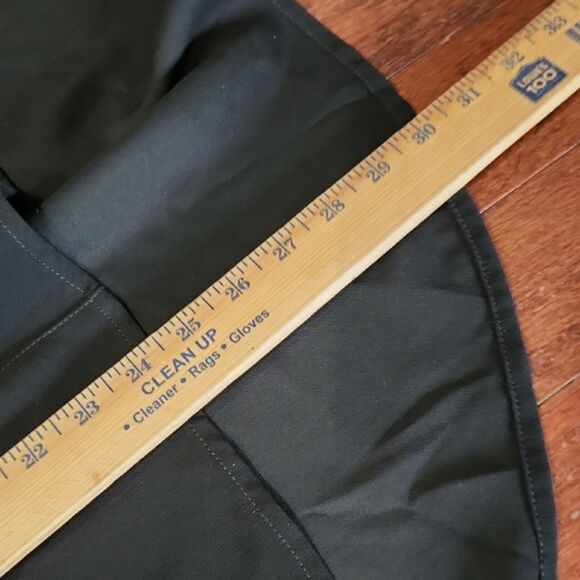 22 23 24 25 26 27 28 29 30 31 32 33
LOWE'S
100
CLEAN UP
• Cleaner • Rags • Gloves